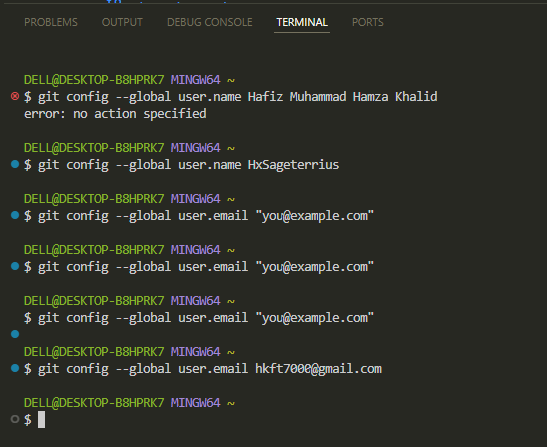 PROBLEMS OUTPUT DEBUG CONSOLE TERMINAL PORTS
DELL@DESKTOP-B8HPRK7 MINGW64 ~
$ git config --global user.name Hafiz Muhammad Hamza Khalid
error: no action specified
DELL@DESKTOP-B8HPRK7 MINGW64 ~
$ git config --global user.name HxSageterrius
DELL@DESKTOP-B8HPRK7 MINGW64 ~
$ git config --global user.email "you@example.com"
DELL@DESKTOP-B8HPRK7 MINGW64 ~
$ git config --global user.email "you@example.com"
DELL@DESKTOP-B8HPRK7 MINGW64 ~
$ git config --global user.email "you@example.com"
DELL@DESKTOP-B8HPRK7 MINGW64 ~
$ git config --global user.email hkft7000@gmail.com
DELL@DESKTOP-B8HPRK7 MINGW64 ~
$